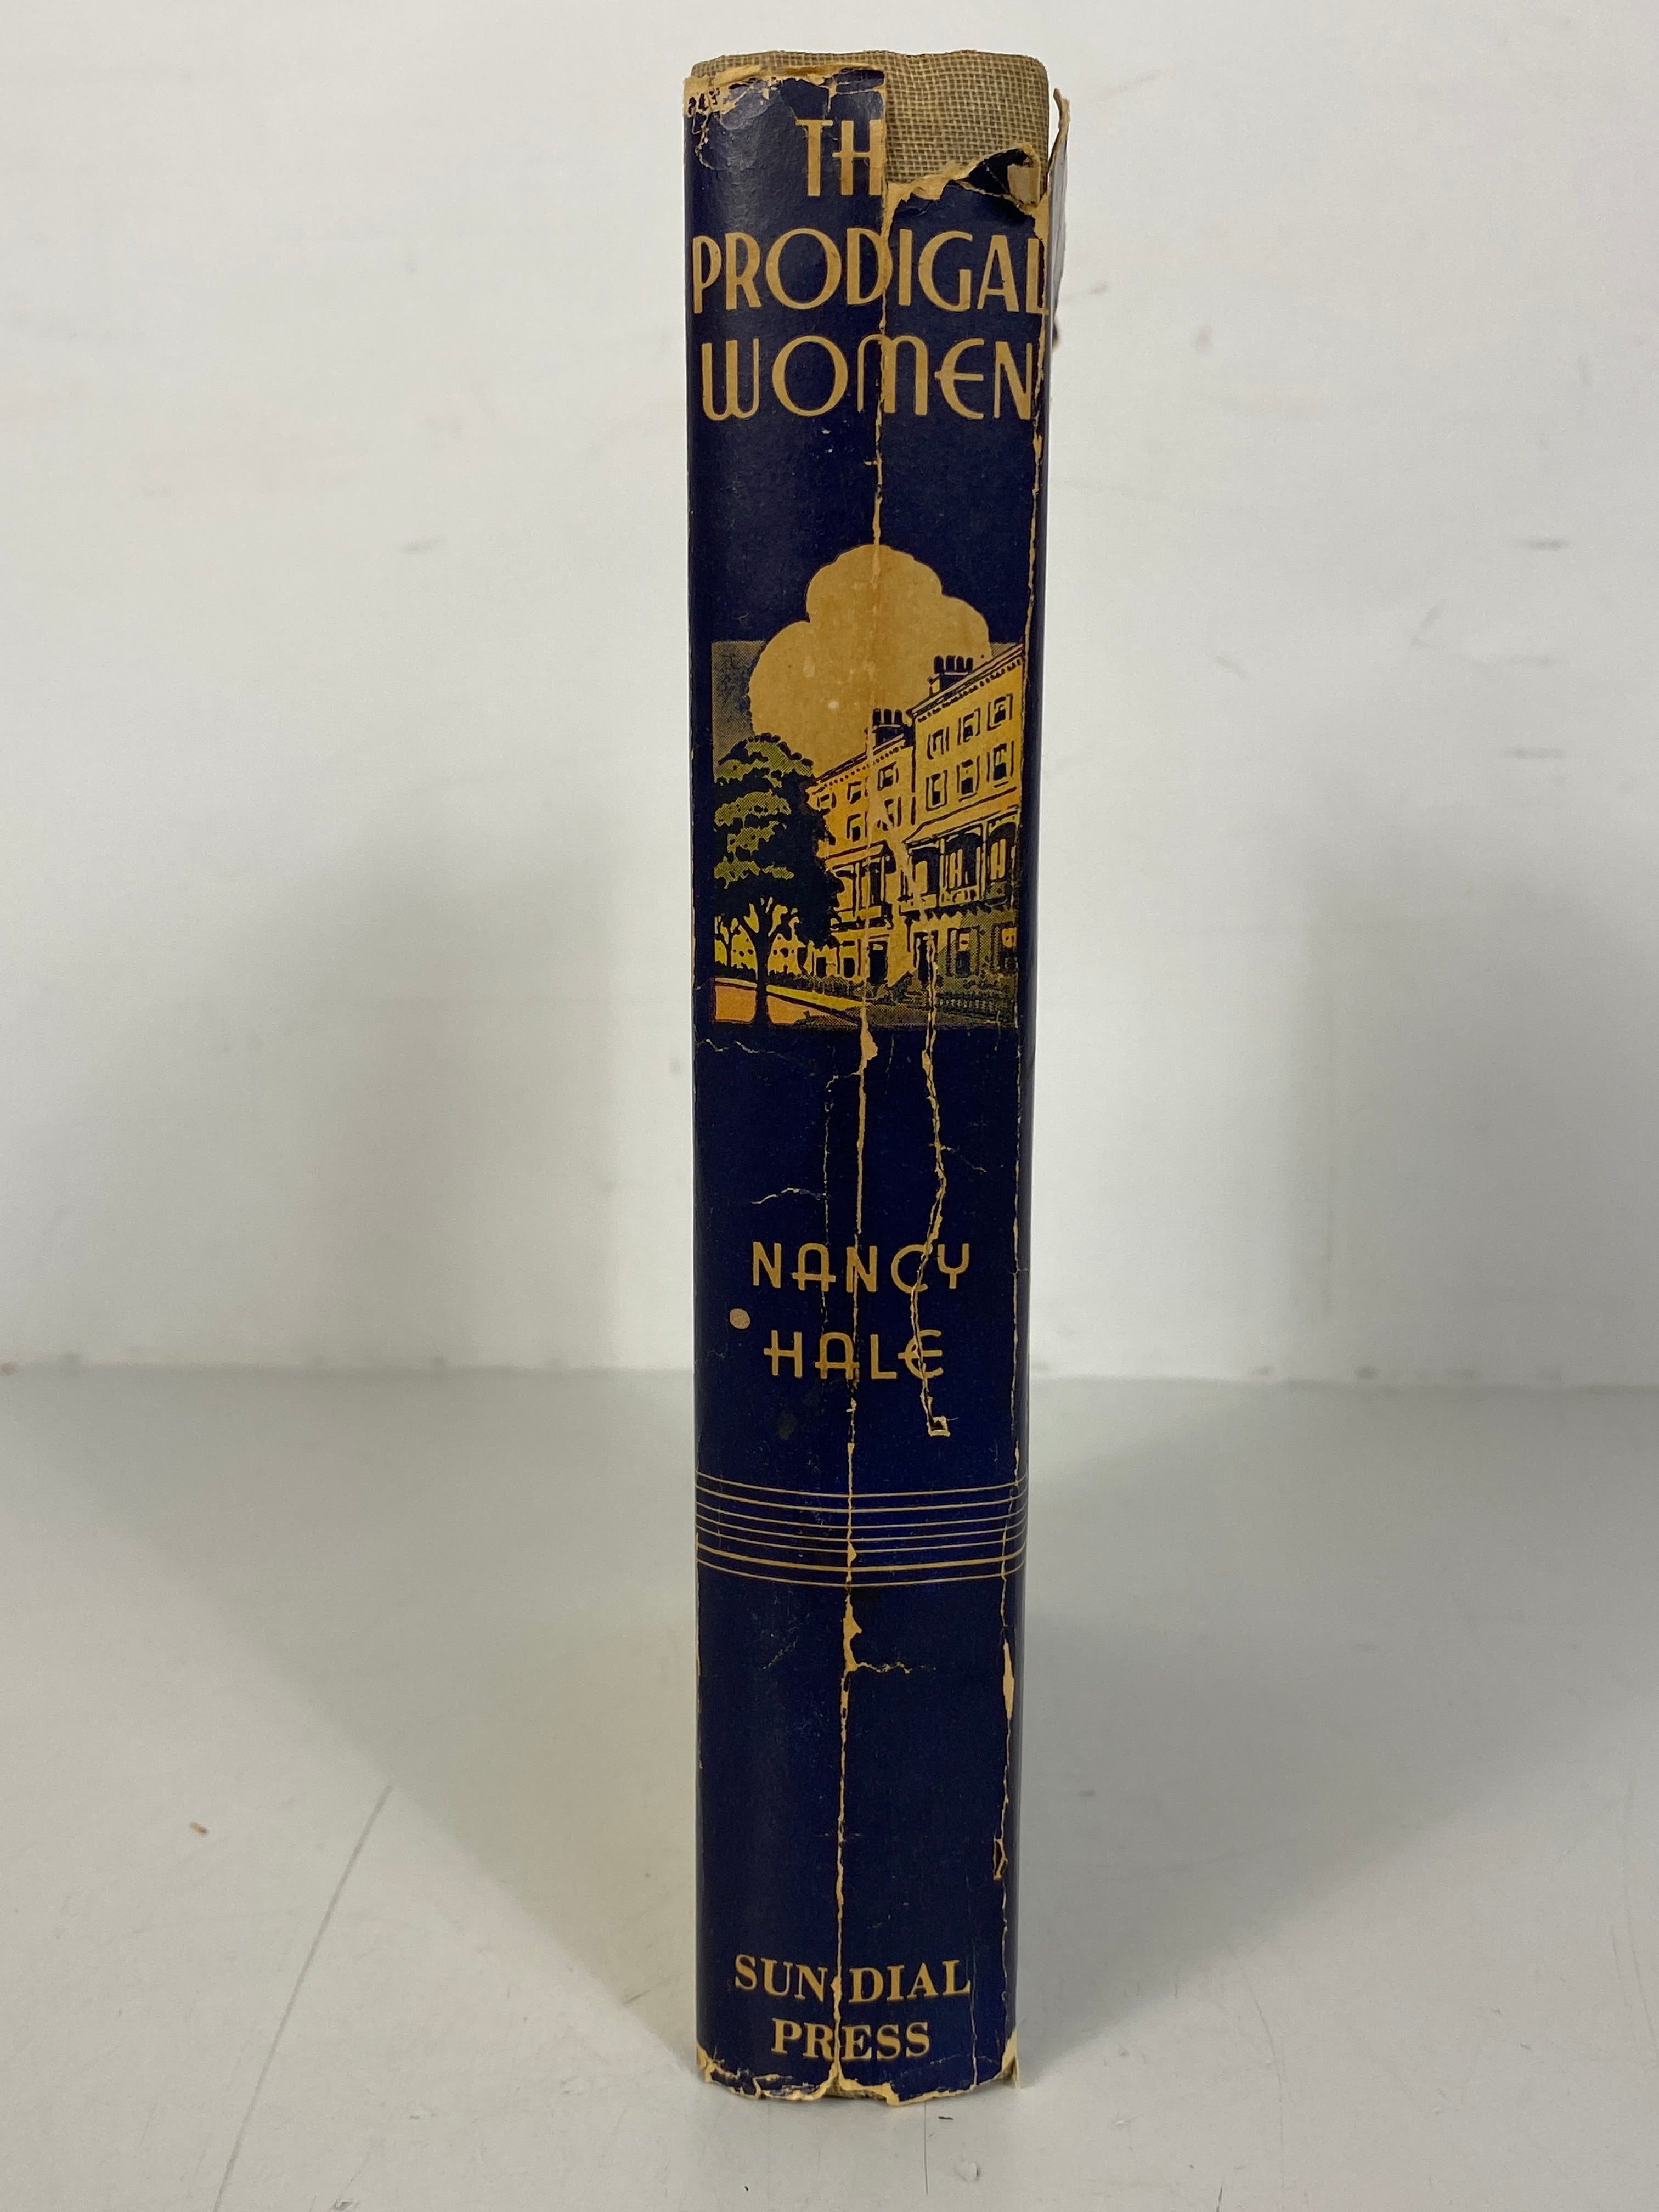 TH
PRODIGAL
WOMEN
NANCY
HALE
SUN DIAL
PRESS